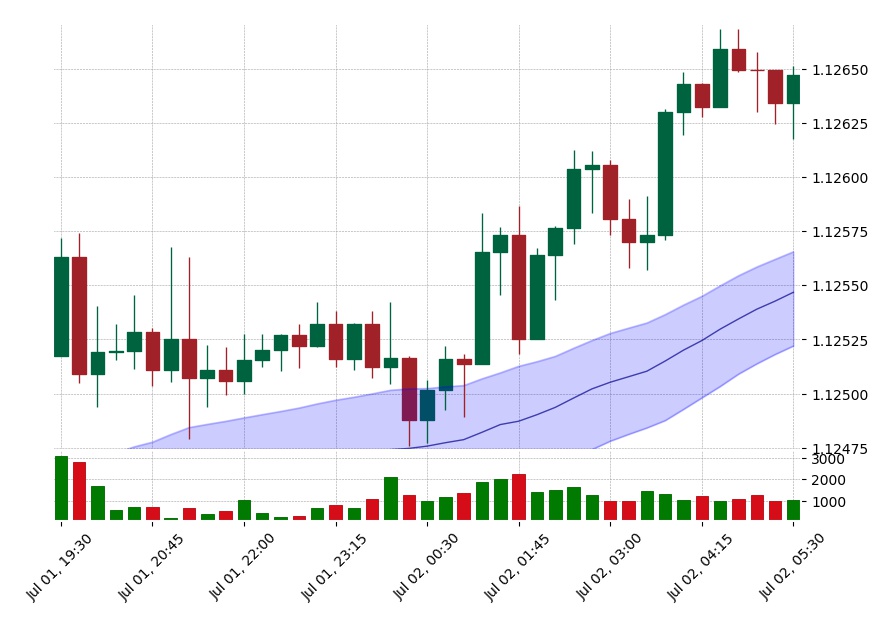 1.12650
1.12625
1.12600
1.12575
1.12550
1.12525
1.12500
1.12475
3000
2000
1000
Jul 01, 19:30
Jul 01, 20:45
Jul 01, 22:00
Jul 01, 23:15
Jul 02, 00:30
Jul 02, 01:45
Jul 02, 03:00
Jul 02, 04:15
Jul 02, 05:30